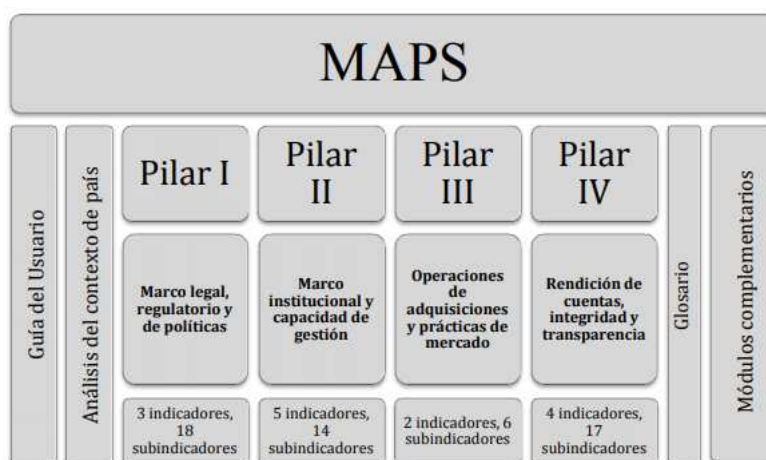 MAPS
Guía del Usuario
Análisis del contexto de país
Pilar I
Marco legal,
regulatorio y
de políticas
3 indicadores,
18
subindicadores
Pilar
II
Marco
institucional y
capacidad de
gestión
5 indicadores,
14
subindicadores
Pilar
III
Operaciones
de
adquisiciones
y prácticas de
mercado
2 indicadores, 6
subindicadores
Pilar
IV
Rendición de
cuentas,
integridad y
transparencia
4 indicadores,
17
subindicadores
Glosario
Módulos complementarios